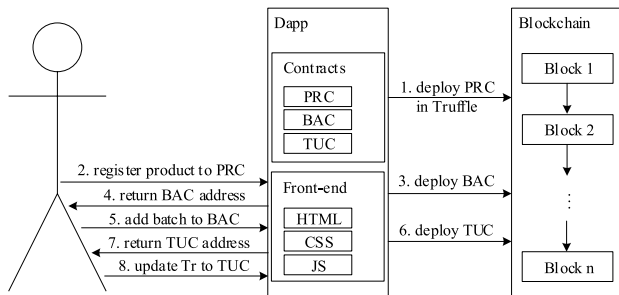 Dapp
Blockchain
Contracts
PRC
BAC
TUC
1. deploy PRC
in Truffle
Block 1
Block 2
2. register product to PRC
4. return BAC address
5. add batch to BAC
7. return TUC address
8. update Tr to TUC
Front-end
HTML
CSS
JS
3. deploy BAC
6. deploy TUC
...
Block n